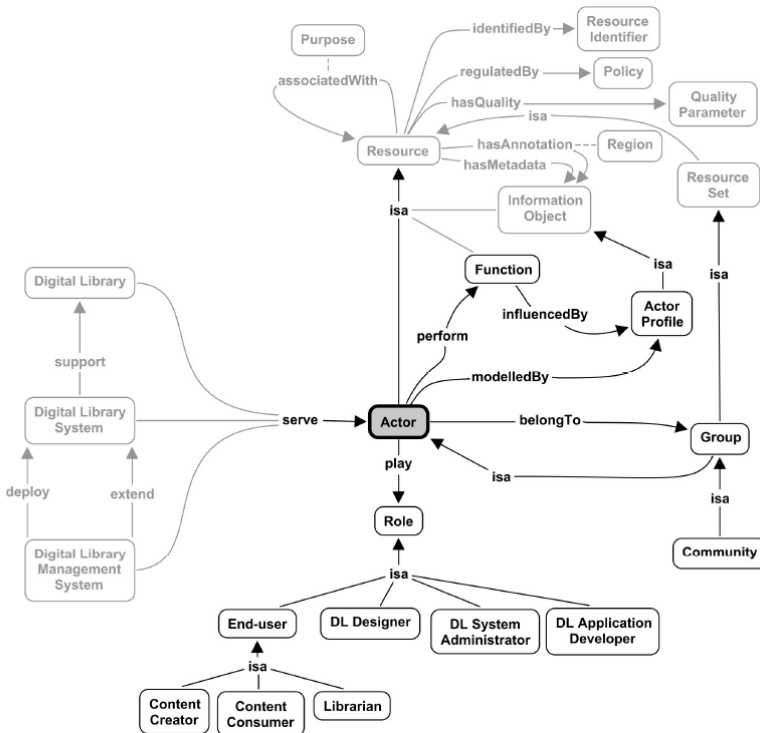 Purpose
associatedWith
identifiedBy
Resource
Identifier
regulatedBy
Policy
hasQuality
Quality
Parameter
isa
Resource
hasAnnotation
Region
hasMetadata
Resource
Set
isa
Information
Object
isa
isa
Function
Actor
Profile
influencedBy
perform
modelledBy
Digital Library
support
Digital Library
System
serve
Actor
belongTo
Group
deploy
extend
play
isa
isa
Role
Digital Library
Management
System
Community
isa
End-user
DL Designer
DL System
Administrator
DL Application
Developer
isa
Content
Creator
Content
Consumer
Librarian